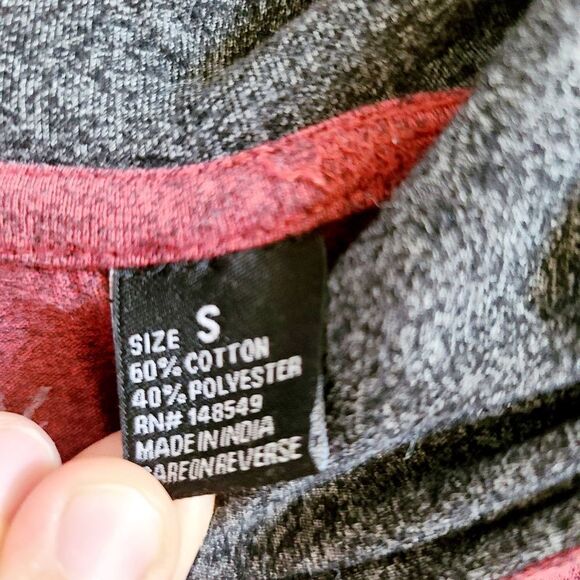 SIZE S
60% COTTON
40% POLYESTER
RN# 148549
MADE IN INDIA
CARE ON REVERSE